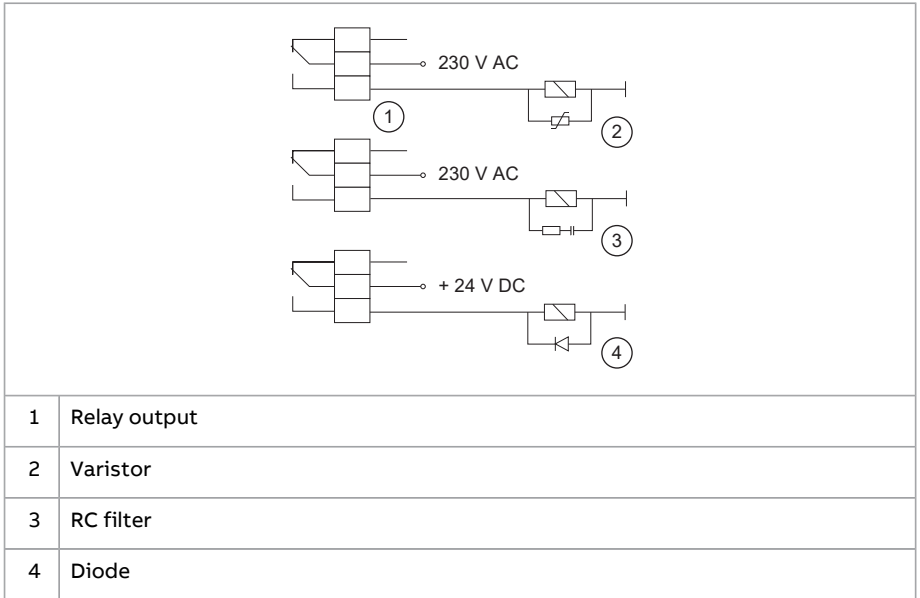 230 V AC
1
2
230 V AC
3
+ 24 V DC
4
1 Relay output
2 Varistor
3 RC filter
4 Diode